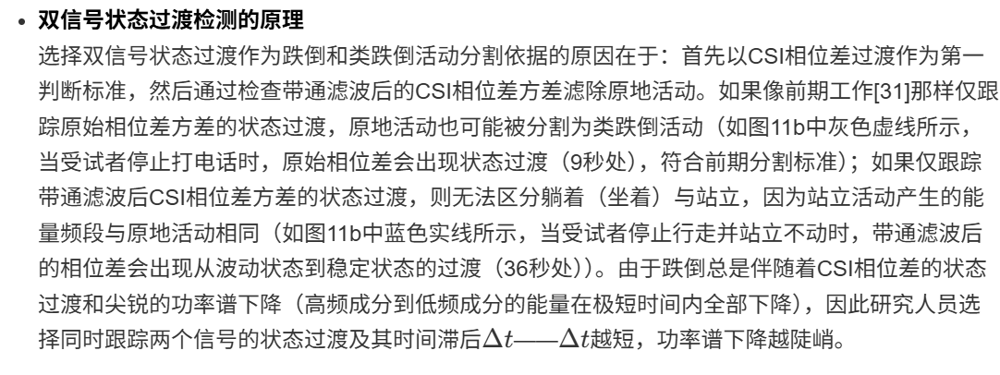 • 双信号状态过渡检测的原理
选择双信号状态过渡作为跌倒和类跌倒活动分割依据的原因在于：首先以CSI相位差过渡作为第一
判断标准，然后通过检查带通滤波后的CSI相位差方差滤除原地活动。如果像前期工作[31]那样仅跟
踪原始相位差方差的状态过渡，原地活动也可能被分割为类跌倒活动（如图11b中灰色虚线所示，
当受试者停止打电话时，原始相位差会出现状态过渡（9秒处），符合前期分割标准）；如果仅跟踪
带通滤波后CSI相位差方差的状态过渡，则无法区分躺着（坐着）与站立，因为站立活动产生的能
量频段与原地活动相同（如图11b中蓝色实线所示，当受试者停止行走并站立不动时，带通滤波后
的相位差会出现从波动状态到稳定状态的过渡（36秒处））。由于跌倒总是伴随着CSI相位差的状态
过渡和尖锐的功率谱下降（高频成分到低频成分的能量在极短时间内全部下降），因此研究人员选
择同时跟踪两个信号的状态过渡及其时间滞后Δt——Δt越短，功率谱下降越陡峭。